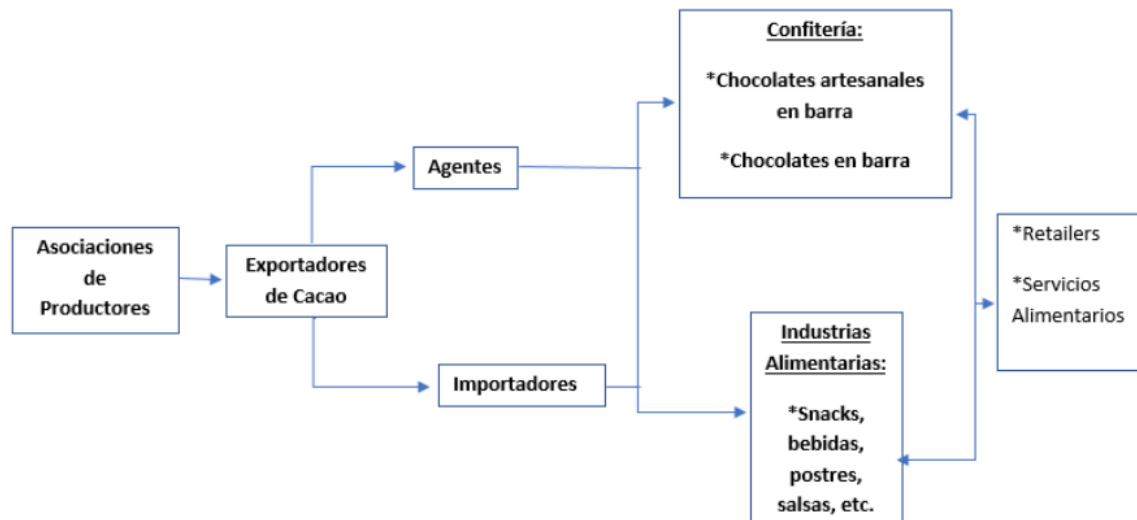 Asociaciones
de
Productores
Exportadores
de Cacao
Agentes
Importadores
Confitería:
*Chocolates artesanales
en barra
*Chocolates en barra
Industrias
Alimentarias:
*Snacks,
bebidas,
postres,
salsas, etc.
*Retailers
*Servicios
Alimentarios